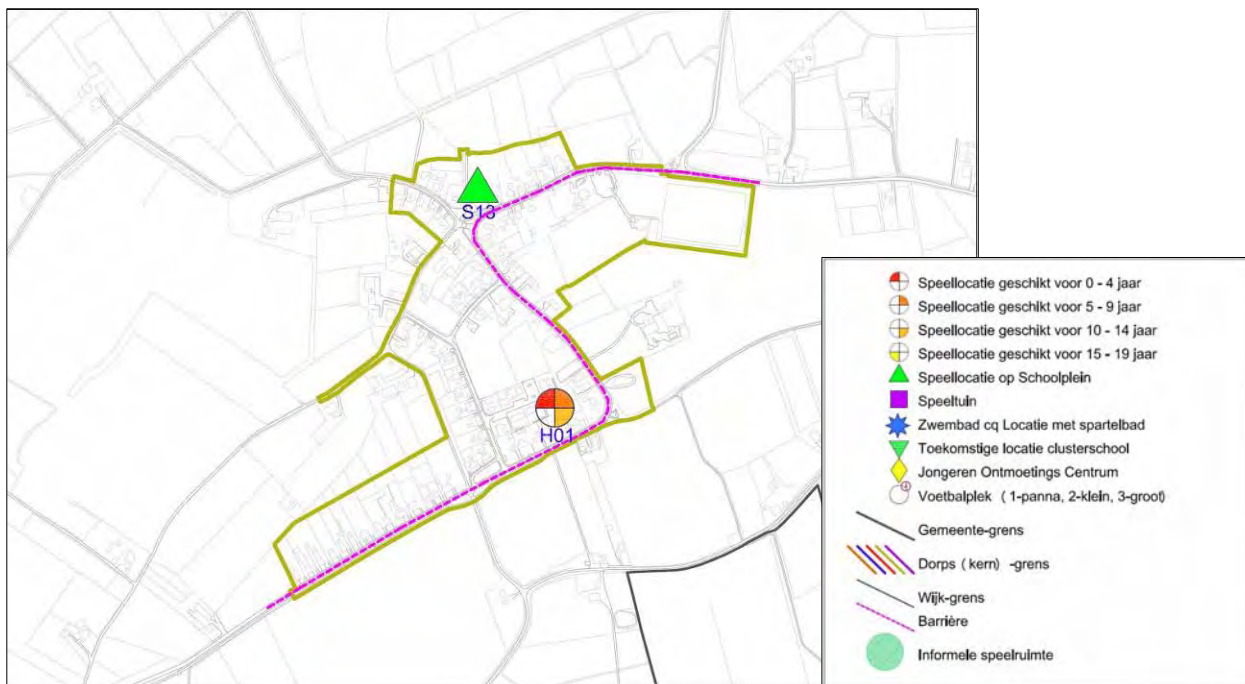 S13
H01
Speellocatie geschikt voor 0 - 4 jaar
Speellocatie geschikt voor 5 - 9 jaar
Speellocatie geschikt voor 10 - 14 jaar
Speellocatie geschikt voor 15 - 19 jaar
Speellocatie op Schoolplein
Speeltuin
Zwembad cq Locatie met spartelbad
Toekomstige locatie clusterschool
Jongeren Ontmoetings Centrum
Voetbalplek ( 1-panna, 2-klein, 3-groot)
Gemeente-grens
Dorps ( kern) -grens
Wijk-grens
Barrière
Informele speelruimte